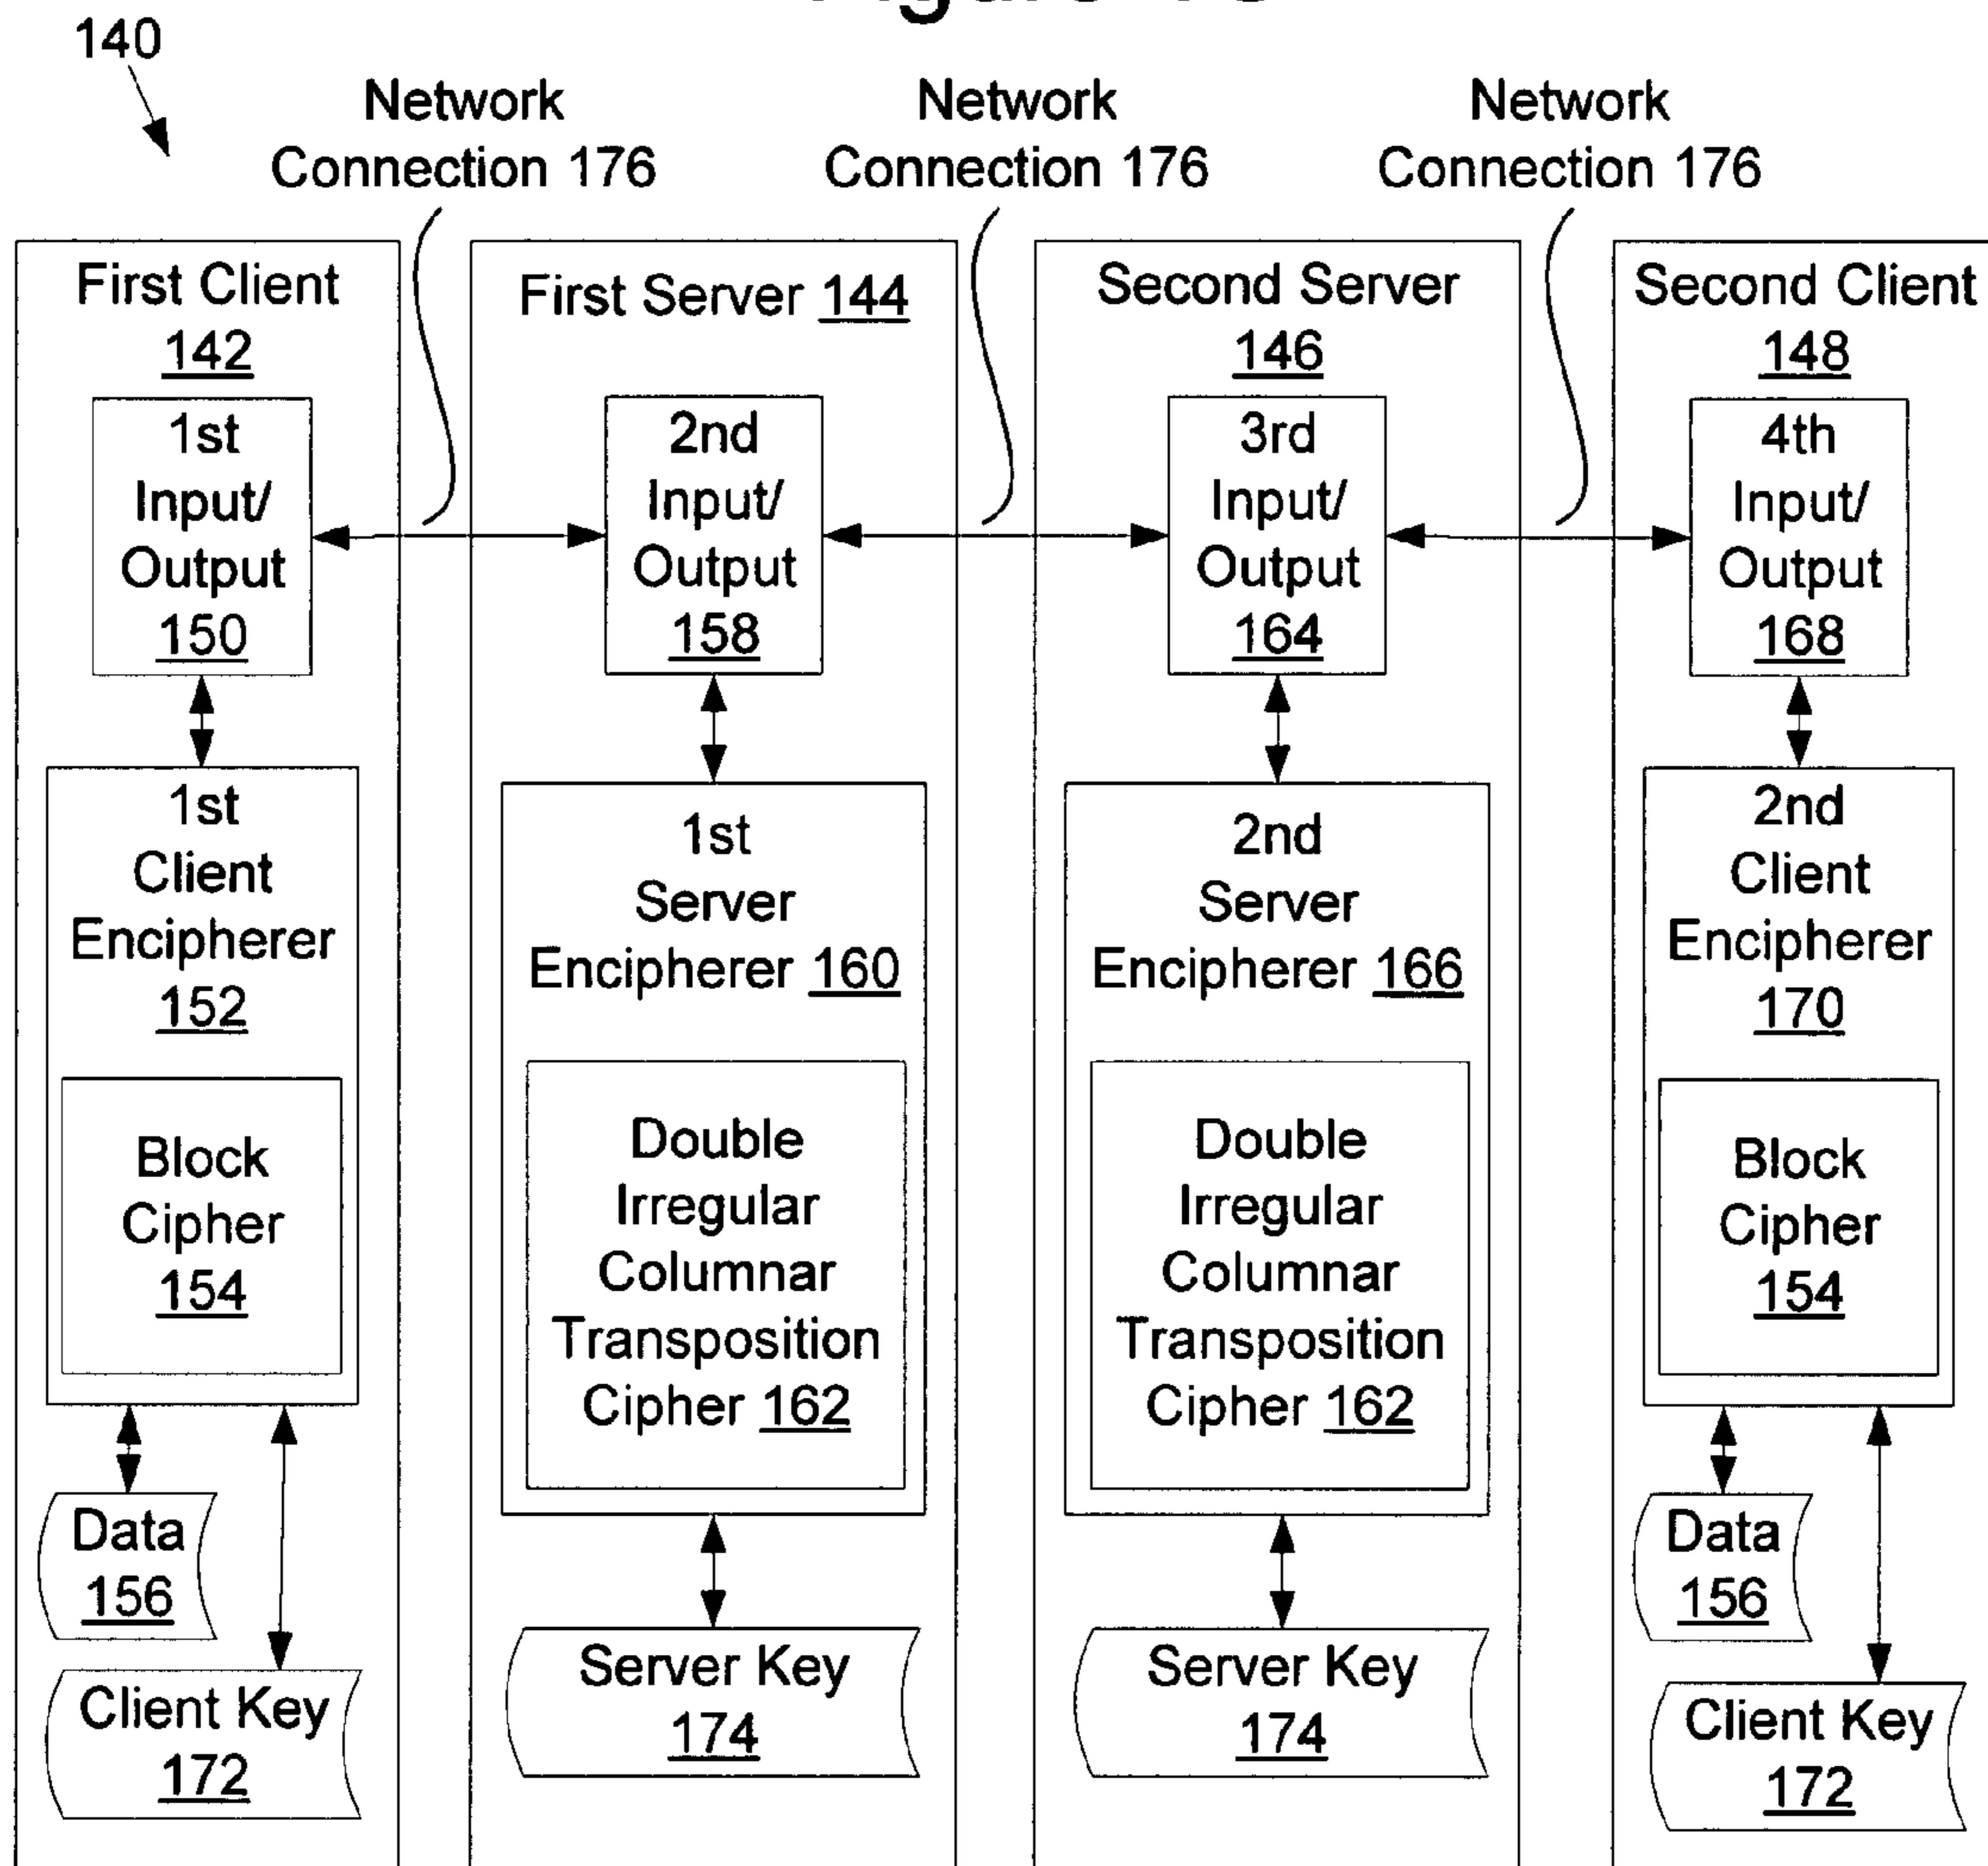 140
Network
Connection 176
Network
Connection 176
Network
Connection 176
First Client
142
1st
Input/
Output
150
1st
Client
Encipherer
152
Block
Cipher
154
Data
156
Client Key
172
First Server 144
2nd
Input/
Output
158
1st
Server
Encipherer 160
Double
Irregular
Columnar
Transposition
Cipher 162
Server Key
174
Second Server
146
3rd
Input/
Output
164
2nd
Server
Encipherer 166
Double
Irregular
Columnar
Transposition
Cipher 162
Server Key
174
Second Client
148
4th
Input/
Output
168
2nd
Client
Encipherer
170
Block
Cipher
154
Data
156
Client Key
172